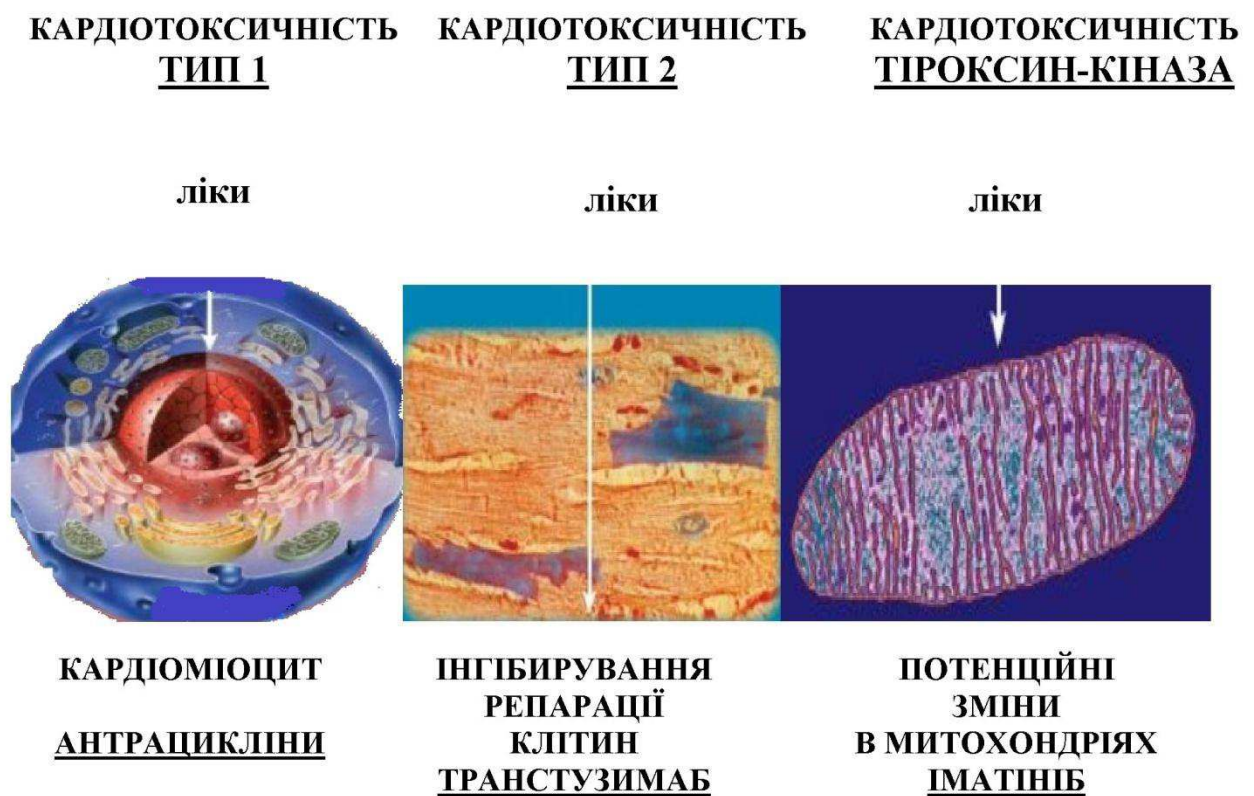 КАРДІОТОКСИЧНІСТЬ
ТИП 1
КАРДІОТОКСИЧНІСТЬ
ТИП 2
КАРДІОТОКСИЧНІСТЬ
ТІРОКСИН-КІНАЗА
ліки
ліки
ліки
КАРДІОМІОЦИТ
АНТРАЦИКЛІНИ
ІНГІБИРУВАННЯ
РЕПАРАЦІЇ
КЛІТИН
ТРАНСТУЗИМАБ
ПОТЕНЦІЙНІ
ЗМІНИ
В МИТОХОНДРІЯХ
ІМАТІНІБ